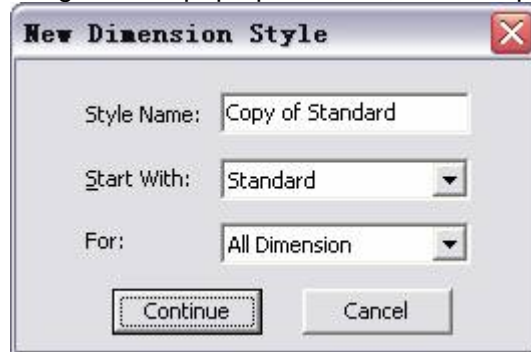 New Dimension Style
Style Name: Copy of Standard
Start With: Standard
For: All Dimension
Continue Cancel